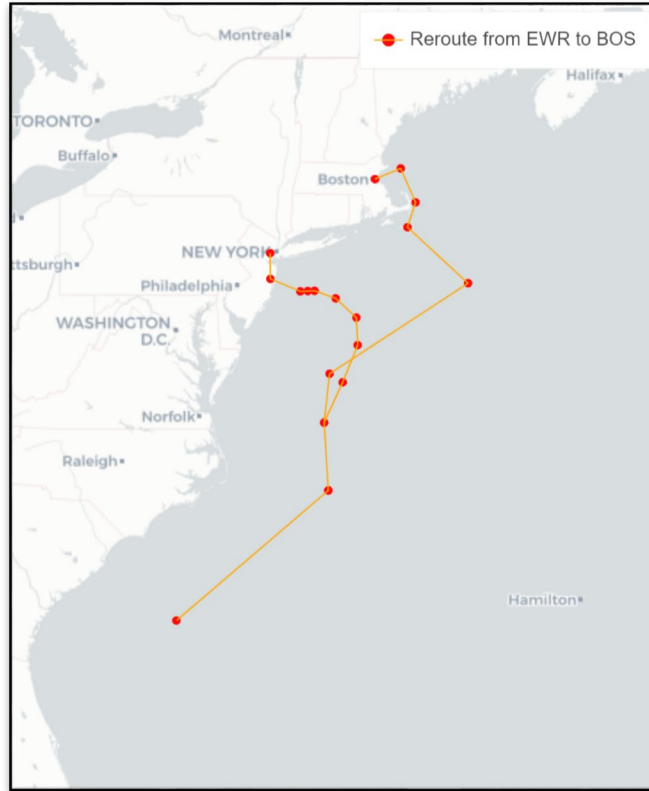 Montreal
Reroute from EWR to BOS
Halifax
TORONTO
Buffalo
Boston
d
NEW YORK
ttsburgh
Philadelphia
WASHINGTON
D.C.
Norfolk
Raleigh
Hamilton